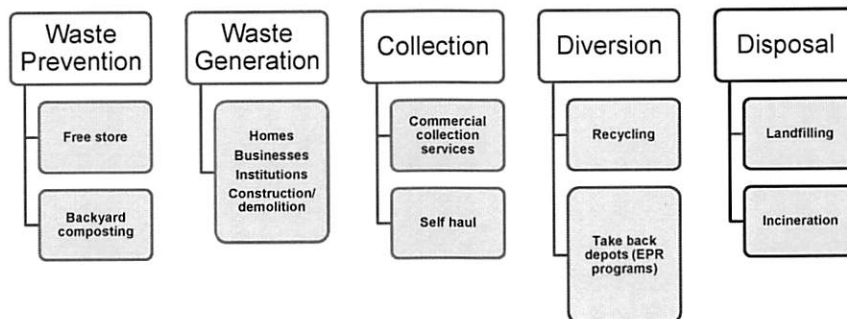 Waste
Prevention
Free store
Backyard
composting
Waste
Generation
Homes
Businesses
Institutions
Construction/
demolition
Collection
Commercial
collection
services
Self haul
Diversion
Recycling
Take back
depots (EPR
programs)
Disposal
Landfilling
Incineration